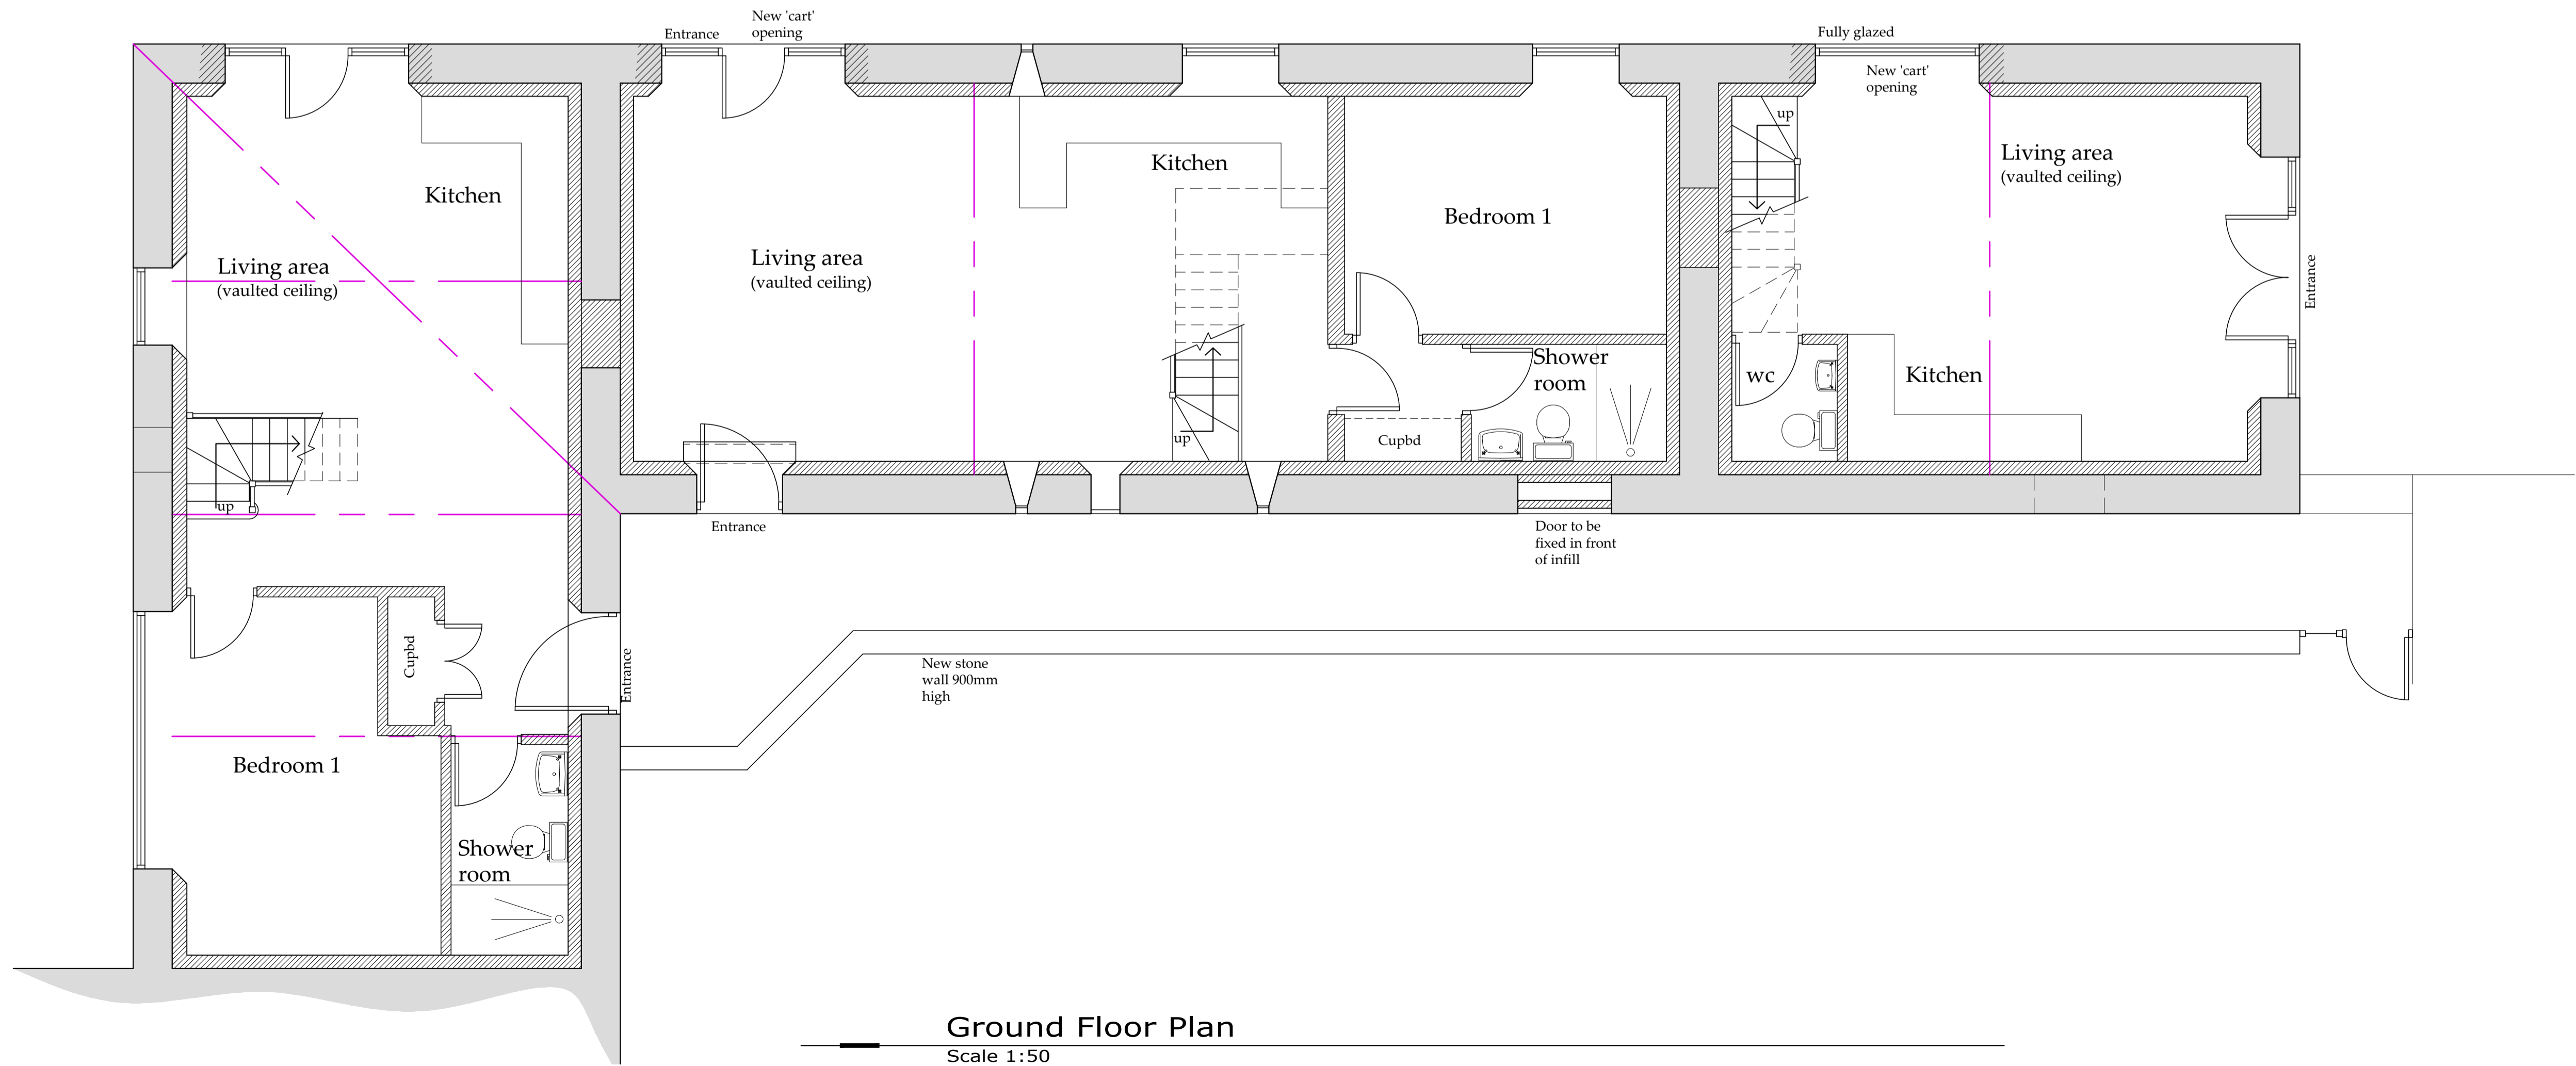 New 'cart'
opening
Entrance
Fully glazed
New 'cart'
opening
up
Living area
(vaulted ceiling)
Kitchen
Kitchen
Bedroom 1
Living area
(vaulted ceiling)
Living area
(vaulted ceiling)
Entrance
Shower
room
wc
Kitchen
Cupbd
up
up
Entrance
Door to be
fixed in front
of infill
Cupbd
Entrance
New stone
wall 900mm
high
Bedroom 1
Shower
room
Ground Floor Plan
Scale 1:50